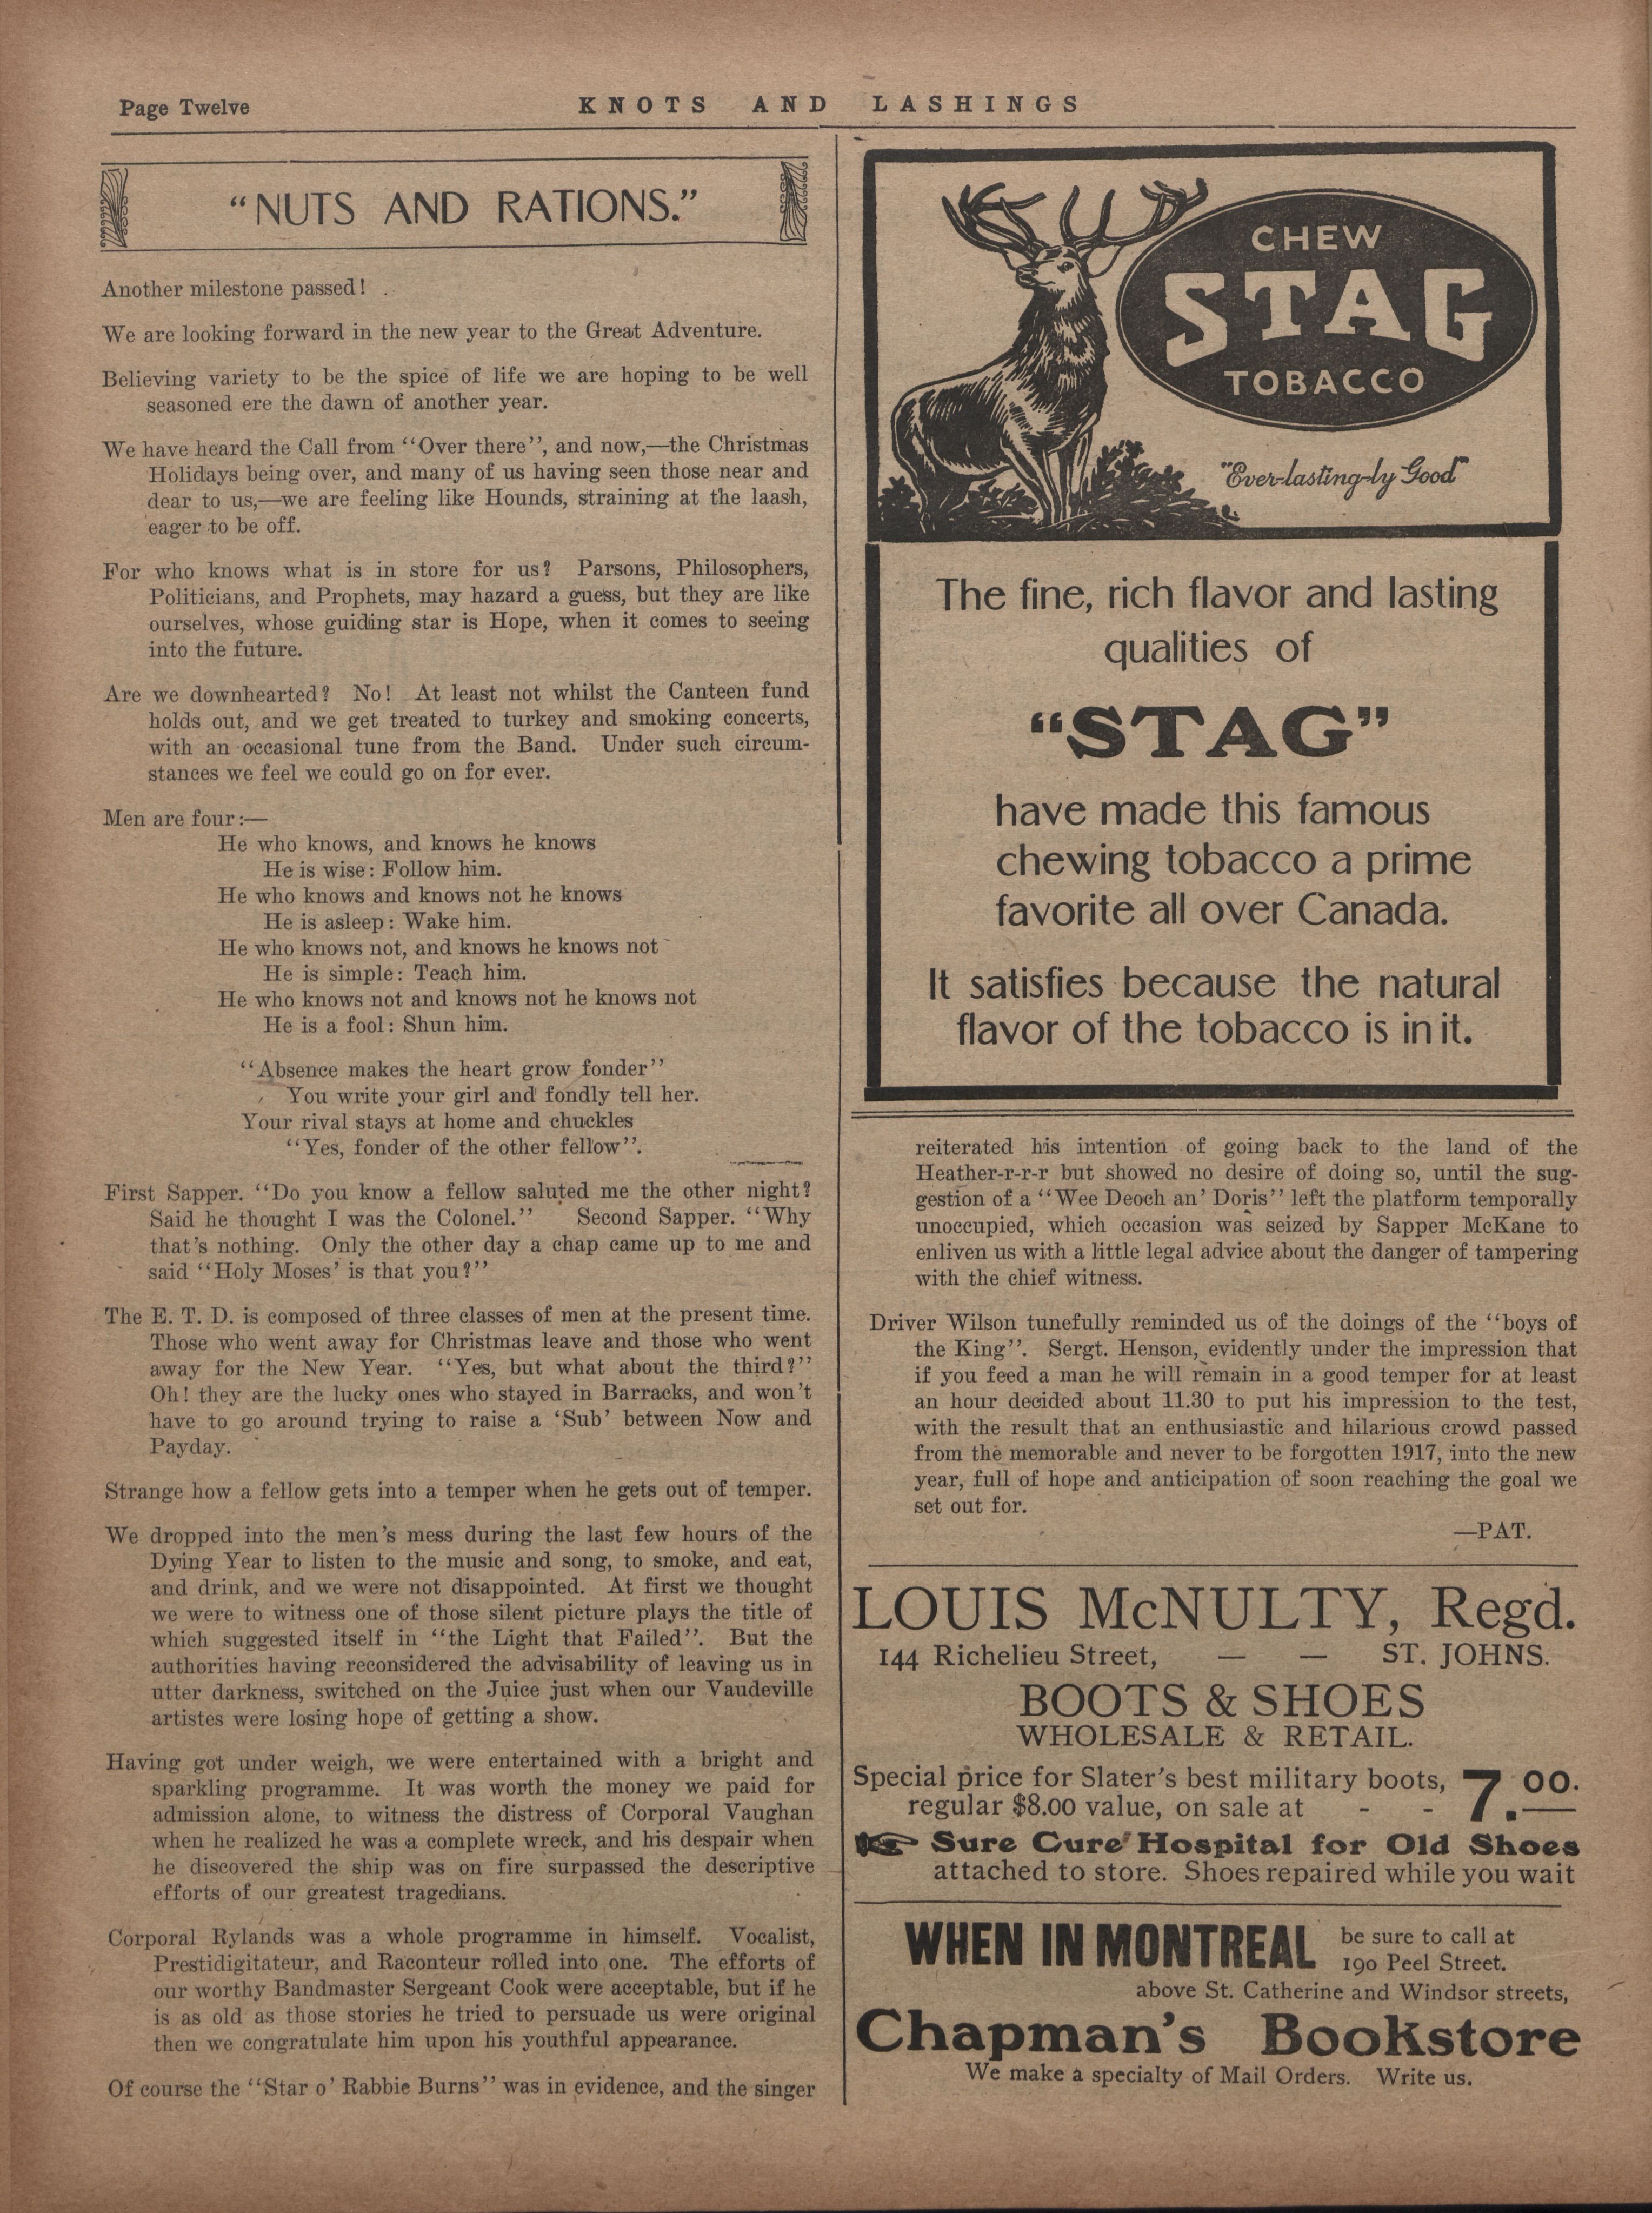 Page Twelve
KNOTS AND LASHINGS
"NUTS AND RATIONS."
Another milestone passed!
We are looking forward in the new year to the Great Adventure.
Believing variety to be the spice of life we are hoping to be well
seasoned ere the dawn of another year.
We have heard the Call from "Over there", and now,—the Christmas
Holidays being over, and many of us having seen those near and
dear to us,—we are feeling like Hounds, straining at the laash,
eager to be off.
For who knows what is in store for us? Parsons, Philosophers,
Politicians, and Prophets, may hazard a guess, but they are like
ourselves, whose guiding star is Hope, when it comes to seeing
into the future.
Are we downhearted? No! At least not whilst the Canteen fund
holds out, and we get treated to turkey and smoking concerts,
with an occasional tune from the Band. Under such circum-
stances we feel we could go on for ever.
Men are four:—
He who knows, and knows he knows
He is wise: Follow him.
He who knows and knows not he knows
He is asleep: Wake him.
He who knows not, and knows he knows not
He is simple: Teach him.
He who knows not and knows not he knows not
He is a fool: Shun him.
"Absence makes the heart grow fonder"
You write your girl and fondly tell her.
Your rival stays at home and chuckles
"Yes, fonder of the other fellow".
First Sapper. "Do you know a fellow saluted me the other night?
Said he thought I was the Colonel." Second Sapper. "Why
that's nothing. Only the other day a chap came up to me and
said "Holy Moses' is that you?"
The E. T. D. is composed of three classes of men at the present time.
Those who went away for Christmas leave and those who went
away for the New Year. "Yes, but what about the third?"
Oh! they are the lucky ones who stayed in Barracks, and won't
have to go around trying to raise a 'Sub' between Now and
Payday.
Strange how a fellow gets into a temper when he gets out of temper.
We dropped into the men's mess during the last few hours of the
Dying Year to listen to the music and song, to smoke, and eat,
and drink, and we were not disappointed. At first we thought
we were to witness one of those silent picture plays the title of
which suggested itself in "the Light that Failed". But the
authorities having reconsidered the advisability of leaving us in
utter darkness, switched on the Juice just when our Vaudeville
artistes were losing hope of getting a show.
Having got under weigh, we were entertained with a bright and
sparkling programme. It was worth the money we paid for
admission alone, to witness the distress of Corporal Vaughan
when he realized he was a complete wreck, and his despair when
he discovered the ship was on fire surpassed the descriptive
efforts of our greatest tragedians.
Corporal Rylands was a whole programme in himself. Vocalist,
Prestidigitateur, and Raconteur rolled into one. The efforts of
our worthy Bandmaster Sergeant Cook were acceptable, but if he
is as old as those stories he tried to persuade us were original
then we congratulate him upon his youthful appearance.
Of course the "Star o' Rabbie Burns" was in evidence, and the singer
CHEW
STAG
TOBACCO
"Ever-lasting-ly Good"
The fine, rich flavor and lasting
qualities of
"STAG"
have made this famous
chewing tobacco a prime
favorite all over Canada.
It satisfies because the natural
flavor of the tobacco is in it.
reiterated his intention of going back to the land of the
Heather-r-r-r but showed no desire of doing so, until the sug-
gestion of a "Wee Deoch an' Doris" left the platform temporally
unoccupied, which occasion was seized by Sapper McKane to
enliven us with a little legal advice about the danger of tampering
with the chief witness.
Driver Wilson tunefully reminded us of the doings of the "boys of
the King". Sergt. Henson, evidently under the impression that
if you feed a man he will remain in a good temper for at least
an hour decided about 11.30 to put his impression to the test,
with the result that an enthusiastic and hilarious crowd passed
from the memorable and never to be forgotten 1917, into the new
year, full of hope and anticipation of soon reaching the goal we
set out for.
—PAT.
LOUIS McNULTY, Regd.
144 Richelieu Street, — — ST. JOHNS.
BOOTS & SHOES
WHOLESALE & RETAIL.
Special price for Slater's best military boots, 7.00.
regular $8.00 value, on sale at - -
Sure Cure Hospital for Old Shoes
attached to store. Shoes repaired while you wait
WHEN IN MONTREAL be sure to call at
190 Peel Street.
above St. Catherine and Windsor streets,
Chapman's Bookstore
We make a specialty of Mail Orders. Write us.